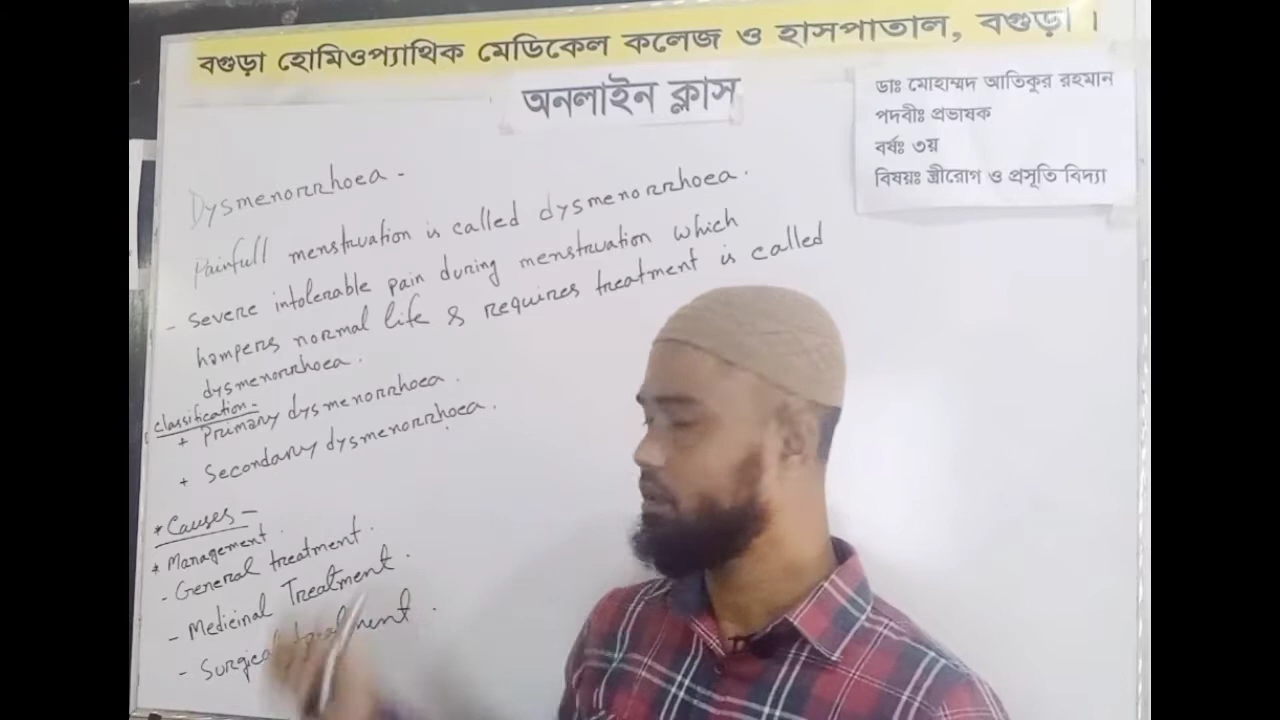 বগুড়া হোমিওপ্যাথিক মেডিকেল কলেজ ও হাসপাতাল, বগুড়া ।
অনলাইন ক্লাস
ডাঃ মোহাম্মদ আতিকুর রহমান
পদবীঃ প্রভাষক
বর্ষঃ ৩য়
বিষয়ঃ স্ত্রীরোগ ও প্রসূতি বিদ্যা
Dysmenorrhoea -
Painfull menstruation is called dysmenorrhoea.
- Severe intolerable pain during menstruation which
hampers normal life & requires treatment is called
dysmenorrhoea.
Classification -
+ Primary dysmenorrhoea.
+ Secondary dysmenorrhoea.
* Causes -
* Management
- General treatment.
- Medicinal Treatment.
- Surgical